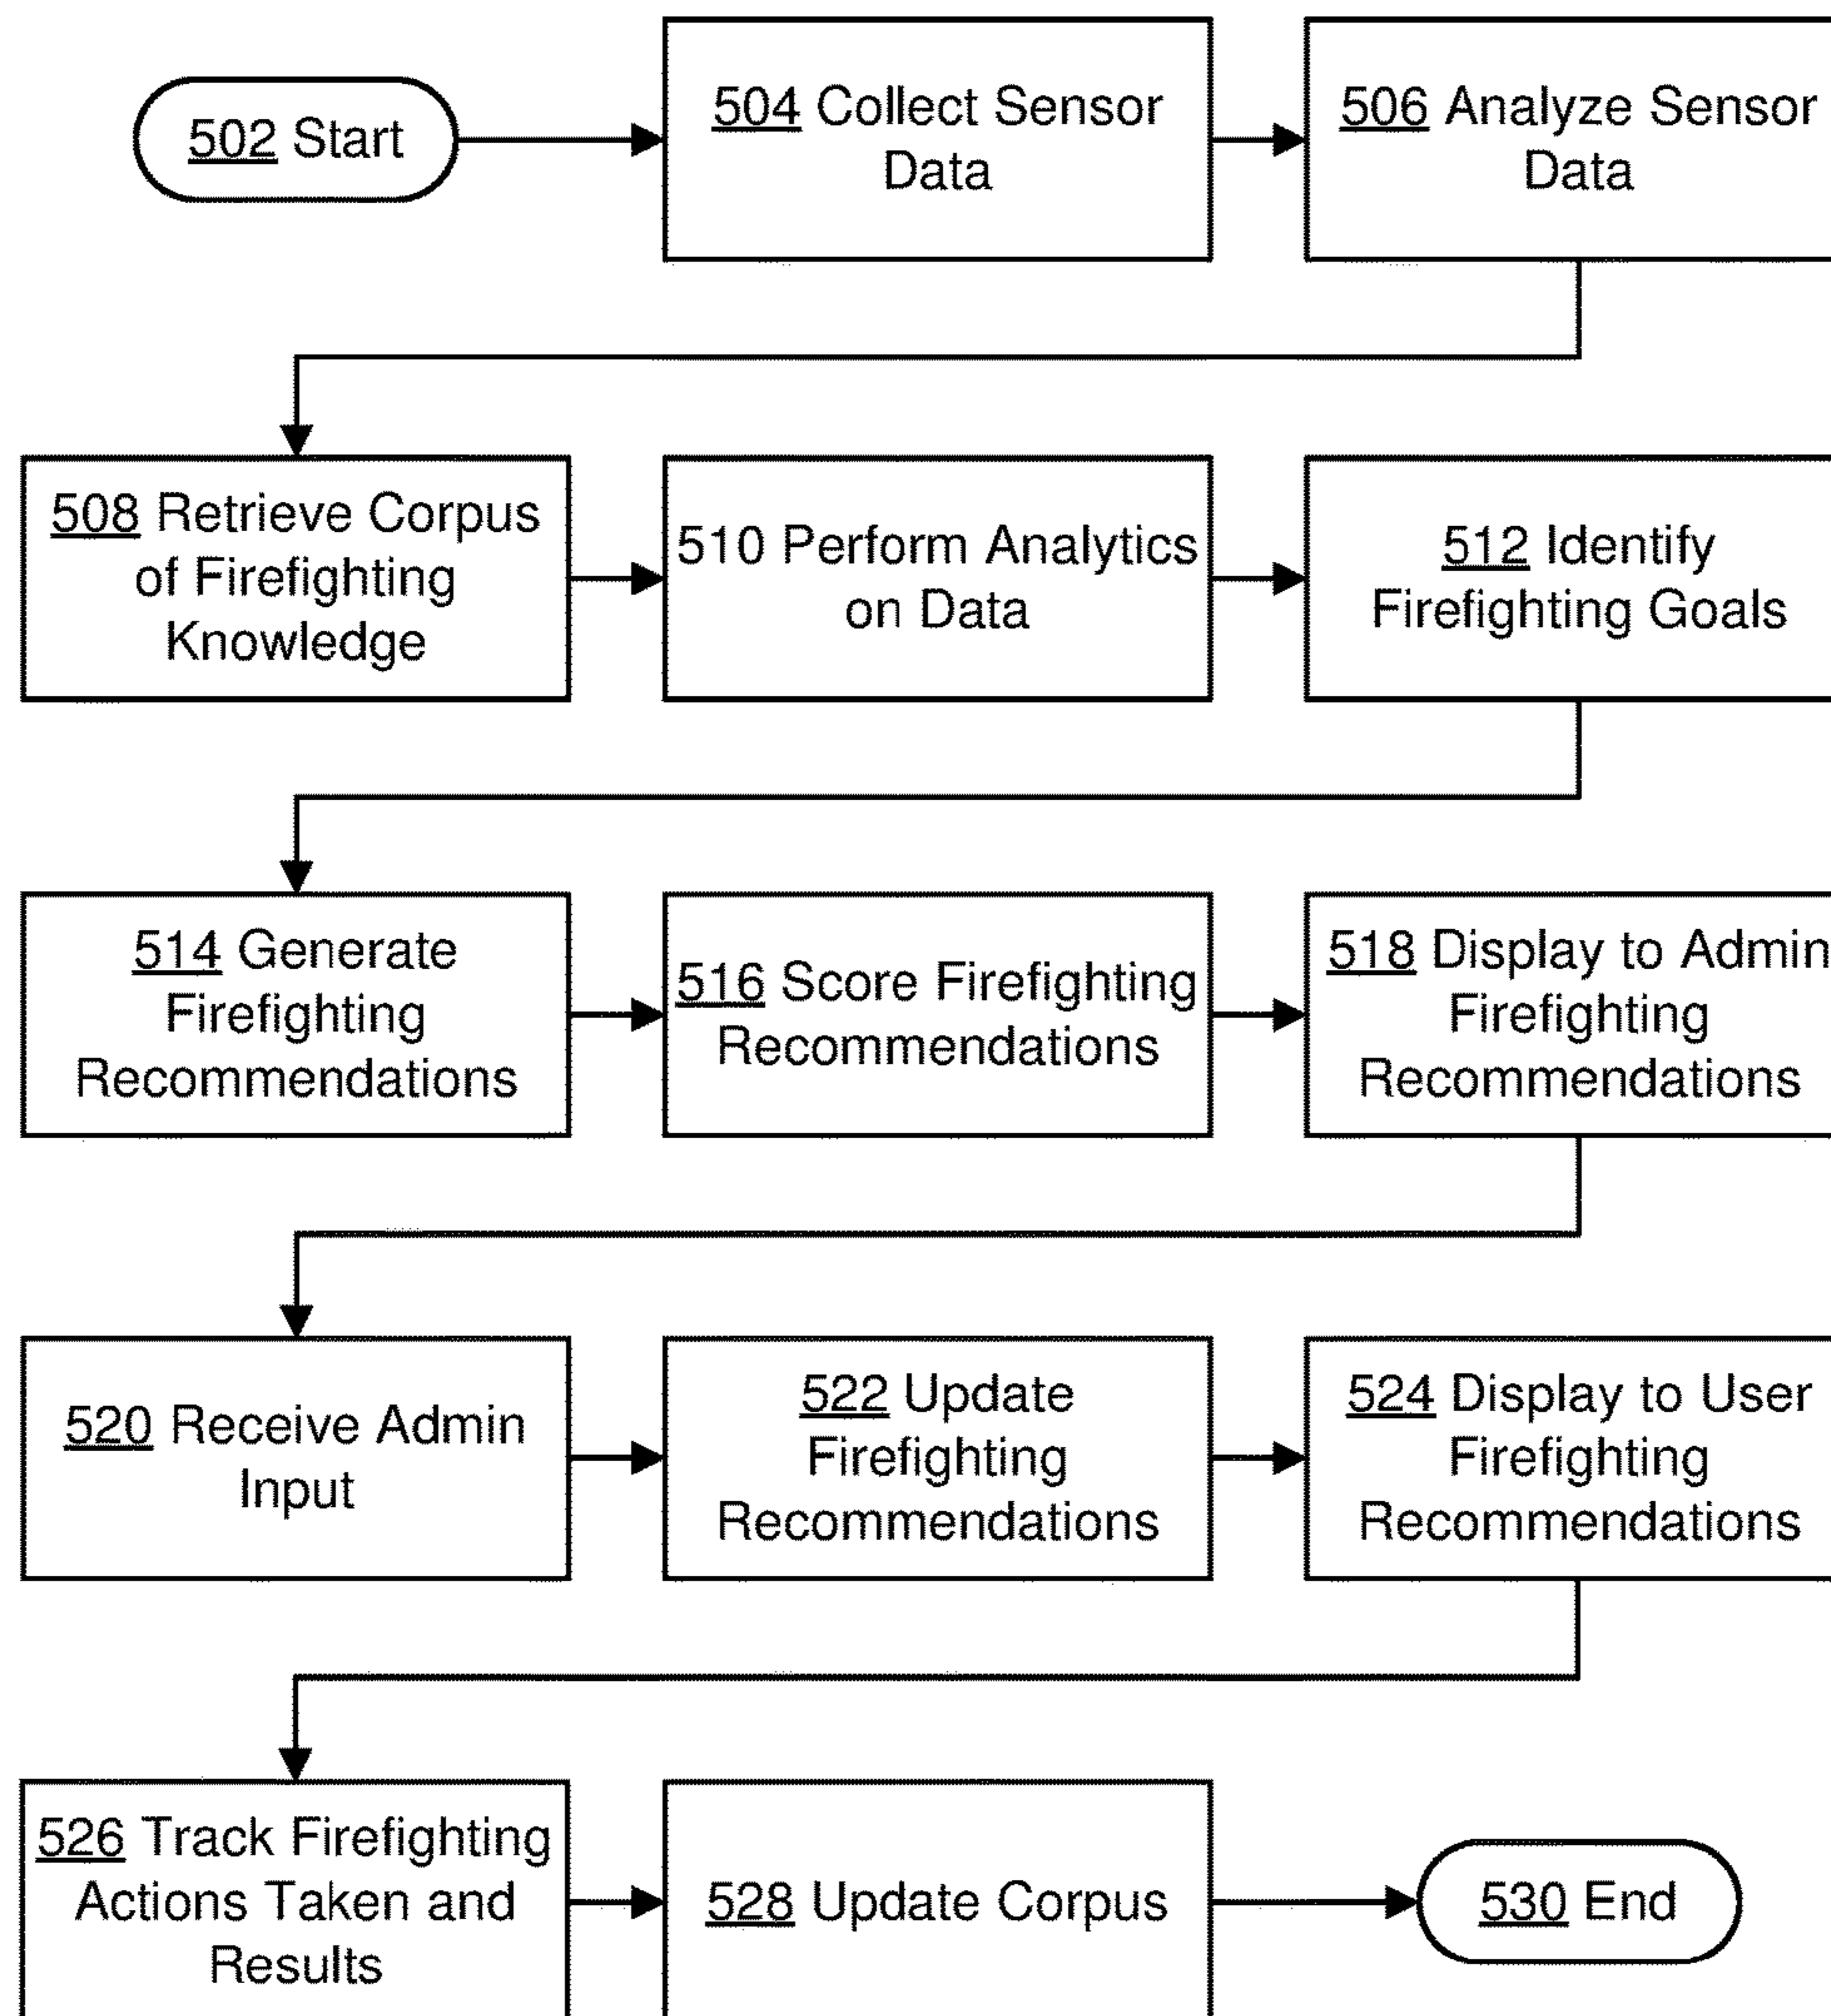 502 Start
504 Collect Sensor
Data
506 Analyze Sensor
Data
508 Retrieve Corpus
of Firefighting
Knowledge
510 Perform Analytics
on Data
512 Identify
Firefighting Goals
514 Generate
Firefighting
Recommendations
516 Score Firefighting
Recommendations
518 Display to Admin
Firefighting
Recommendations
520 Receive Admin
Input
522 Update
Firefighting
Recommendations
524 Display to User
Firefighting
Recommendations
526 Track Firefighting
Actions Taken and
Results
528 Update Corpus
530 End